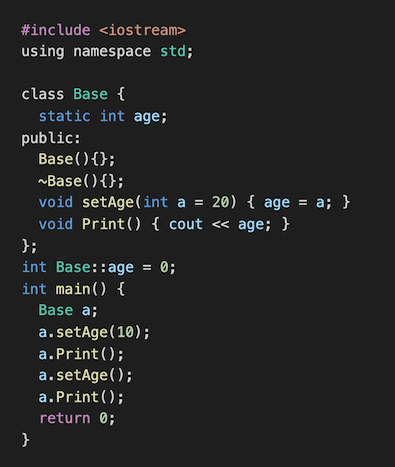 #include <iostream>
using namespace std;

class Base {
  static int age;
public:
  Base(){};
  ~Base(){};
  void setAge(int a = 20) { age = a; }
  void Print() { cout << age; }
};
int Base::age = 0;
int main() {
  Base a;
  a.setAge(10);
  a.Print();
  a.setAge();
  a.Print();
  return 0;
}